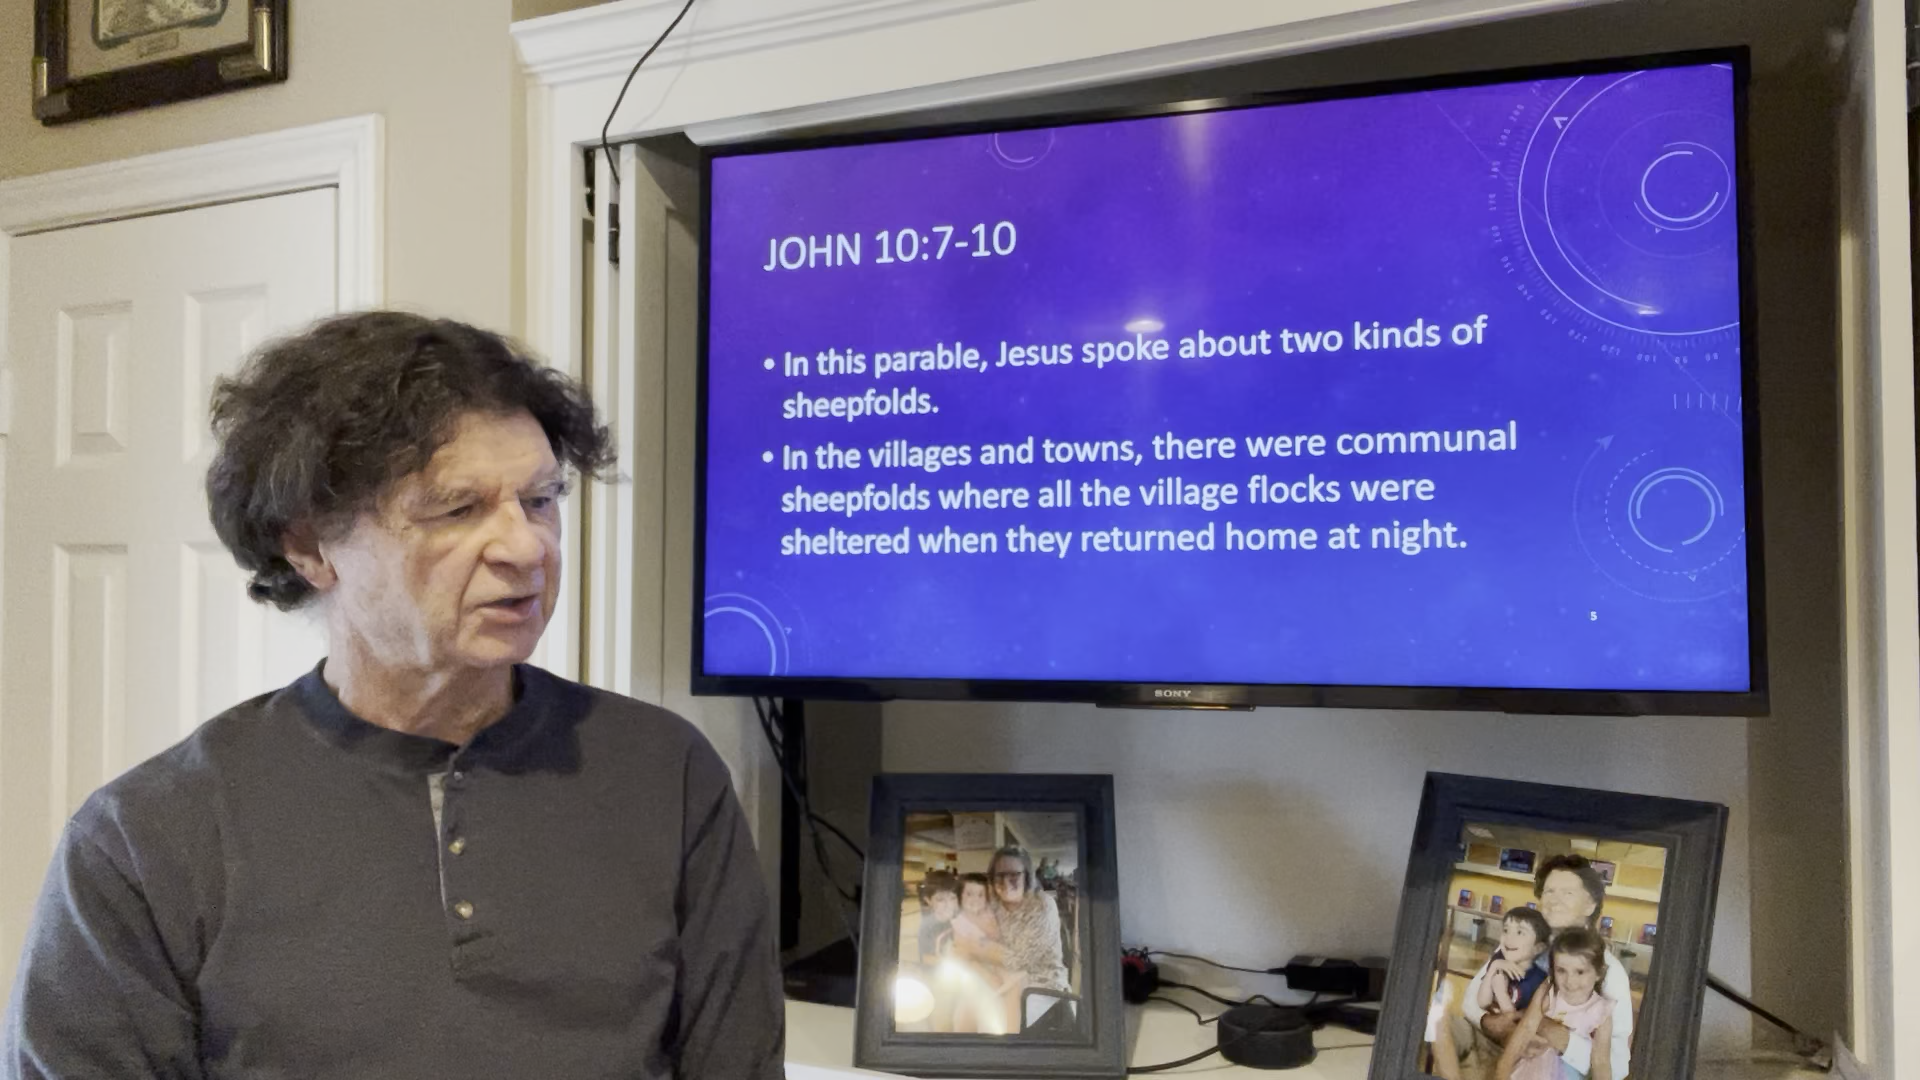 JOHN 10:7-10
• In this parable, Jesus spoke about two kinds of
sheepfolds.
• In the villages and towns, there were communal
sheepfolds where all the village flocks were
sheltered when they returned home at night.
5
SONY